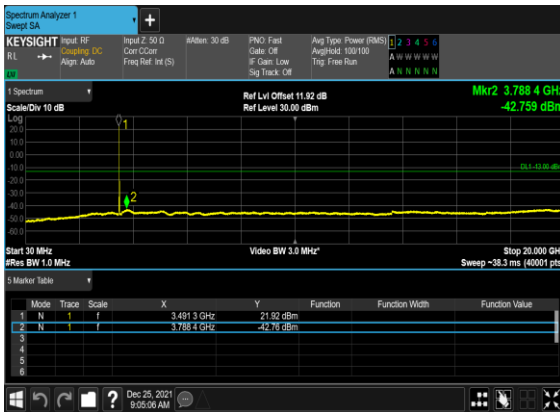 Spectrum Analyzer 1
Swept SA
KEYSIGHT
RL
Input: RF
Coupling: DC
Align: Auto
Input Z: 50 Ω
Corr CCorr
Freq Ref: Int (S)
#Atten: 30 dB
PNO: Fast
Gate: Off
IF Gain: Low
Sig Track: Off
Avg Type: Power (RMS)
Avg|Hold: 100/100
Trig: Free Run
1 2 3 4 5 6
A W W W W W
A N N N N N
1 Spectrum
Scale/Div 10 dB
Ref Lvl Offset 11.92 dB
Ref Level 30.00 dBm
Mkr2 3.788 4 GHz
-42.759 dBm
Log
20.0
10.0
0.00
-10.0
-20.0
-30.0
-40.0
-50.0
-60.0
1
2
DL1 -13.00 dBm
Start 30 MHz
#Res BW 1.0 MHz
Video BW 3.0 MHz*
Stop 20.000 GHz
Sweep ~38.3 ms (40001 pts)
5 Marker Table
Mode Trace Scale X Y Function Function Width Function Value
1 N 1 f 3.491 3 GHz 21.92 dBm
2 N 1 f 3.788 4 GHz -42.76 dBm
3
4
5
6
Dec 25, 2021
9:05:06 AM